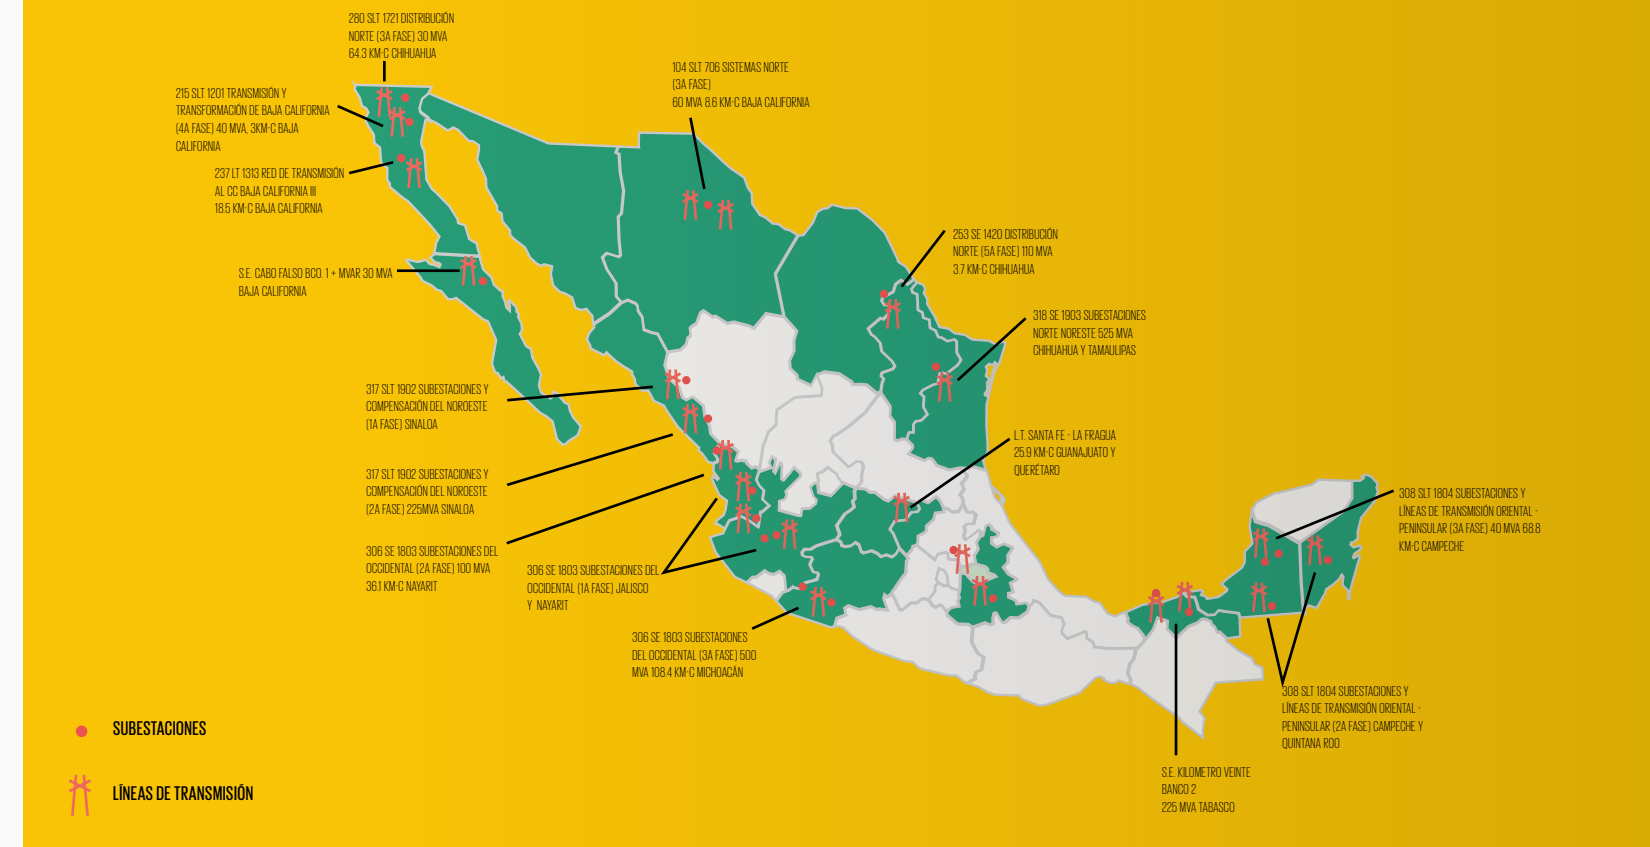 280 SLT 1721 DISTRIBUCIÓN
NORTE (3A FASE) 30 MVA
64.3 KM-C CHIHUAHUA
104 SLT 706 SISTEMAS NORTE
(3A FASE)
60 MVA 8.6 KM-C BAJA CALIFORNIA
215 SLT 1201 TRANSMISIÓN Y
TRANSFORMACIÓN DE BAJA CALIFORNIA
(4A FASE) 40 MVA, 3KM-C BAJA
CALIFORNIA
237 LT 1313 RED DE TRANSMISIÓN
AL CC BAJA CALIFORNIA III
18.5 KM-C BAJA CALIFORNIA
253 SE 1420 DISTRIBUCIÓN
NORTE (5A FASE) 110 MVA
3.7 KM-C CHIHUAHUA
S.E. CABO FALSO BCO. 1 + MVAR 30 MVA
BAJA CALIFORNIA
318 SE 1903 SUBESTACIONES
NORTE NORESTE 525 MVA
CHIHUAHUA Y TAMAULIPAS
317 SLT 1902 SUBESTACIONES Y
COMPENSACIÓN DEL NOROESTE
(1A FASE) SINALOA
L.T. SANTA FE - LA FRAGUA
25.9 KM-C GUANAJUATO Y
QUERÉTARO
317 SLT 1902 SUBESTACIONES Y
COMPENSACIÓN DEL NOROESTE
(2A FASE) 225MVA SINALOA
308 SLT 1804 SUBESTACIONES Y
LÍNEAS DE TRANSMISIÓN ORIENTAL -
PENINSULAR (3A FASE) 40 MVA 68.8
KM-C CAMPECHE
306 SE 1803 SUBESTACIONES DEL
OCCIDENTAL (2A FASE) 100 MVA
36.1 KM-C NAYARIT
306 SE 1803 SUBESTACIONES DEL
OCCIDENTAL (1A FASE) JALISCO
Y NAYARIT
306 SE 1803 SUBESTACIONES
DEL OCCIDENTAL (3A FASE) 500
MVA 108.4 KM-C MICHOACÁN
308 SLT 1804 SUBESTACIONES Y
LÍNEAS DE TRANSMISIÓN ORIENTAL -
PENINSULAR (2A FASE) CAMPECHE Y
QUINTANA ROO
S.E. KILOMETRO VEINTE
BANCO 2
225 MVA TABASCO
SUBESTACIONES
LÍNEAS DE TRANSMISIÓN